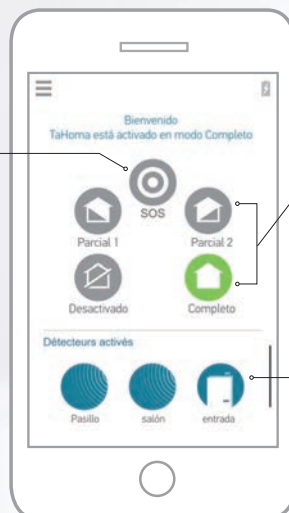 Bienvenido
TaHoma está activado en modo Completo
SOS
Parcial 1
Parcial 2
Desactivado
Completo
Détecteurs activés
Pasillo
salón
entrada